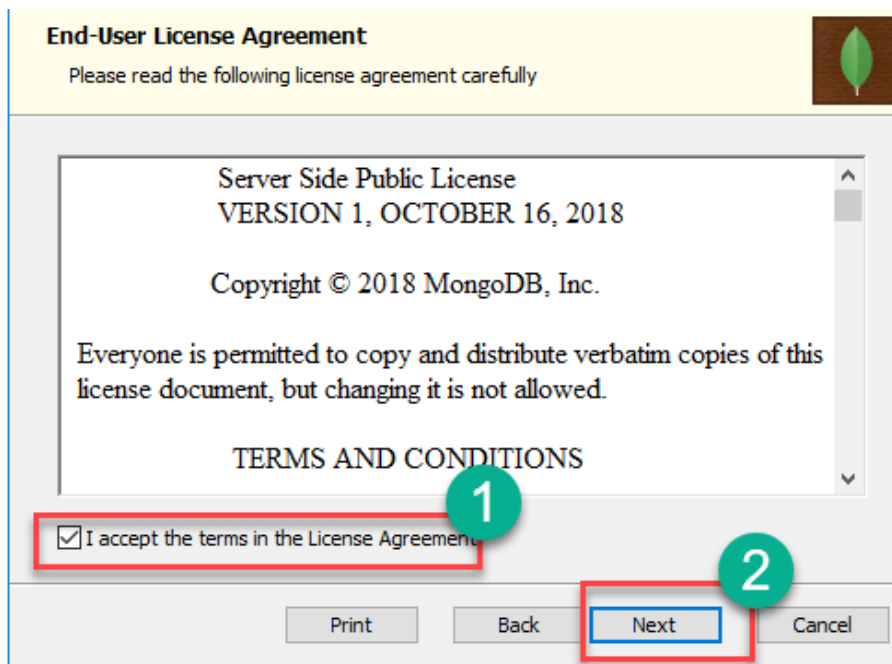 End-User License Agreement
Please read the following license agreement carefully
Server Side Public License
VERSION 1, OCTOBER 16, 2018
Copyright © 2018 MongoDB, Inc.
Everyone is permitted to copy and distribute verbatim copies of this
license document, but changing it is not allowed.
TERMS AND CONDITIONS
1
I accept the terms in the License Agreement
2
Print Back Next Cancel